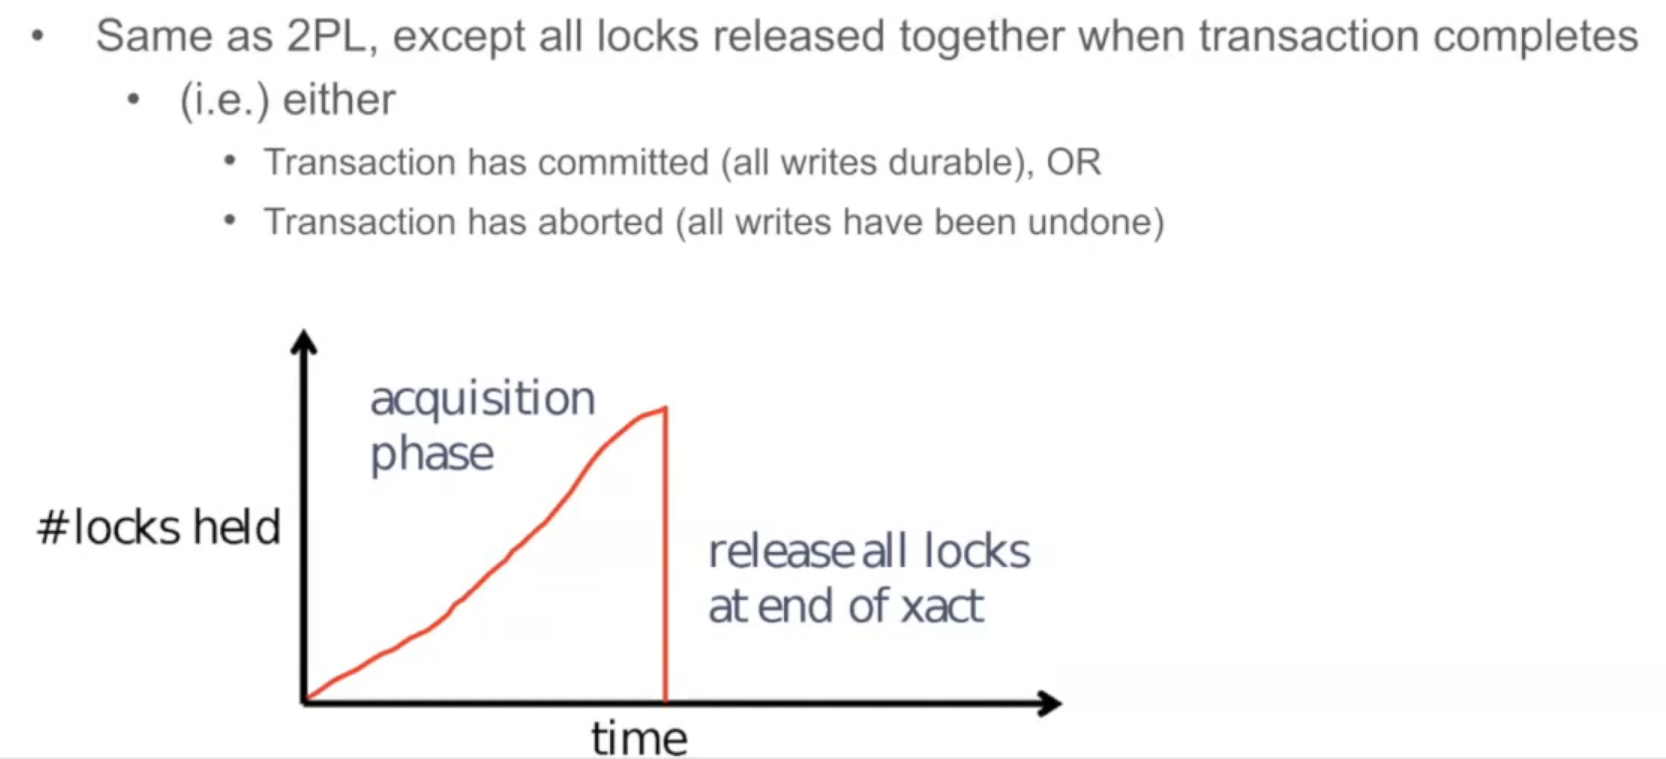 • Same as 2PL, except all locks released together when transaction completes
• (i.e.) either
• Transaction has committed (all writes durable), OR
• Transaction has aborted (all writes have been undone)
acquisition
phase
#locks held
release all locks
at end of xact
time